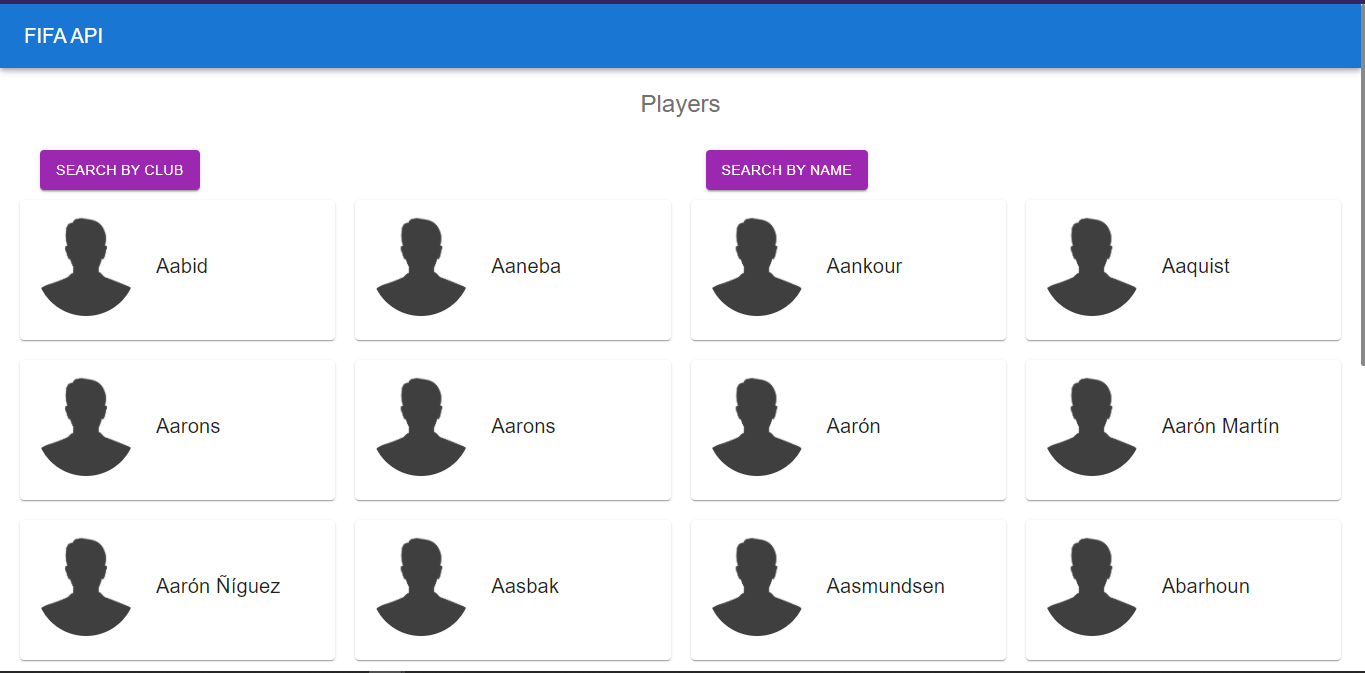 FIFA API
Players
SEARCH BY CLUB
SEARCH BY NAME
Aabid
Aaneba
Aankour
Aaquist
Aarons
Aarons
Aarón
Aarón Martín
Aarón Ñíguez
Aasbak
Aasmundsen
Abarhoun